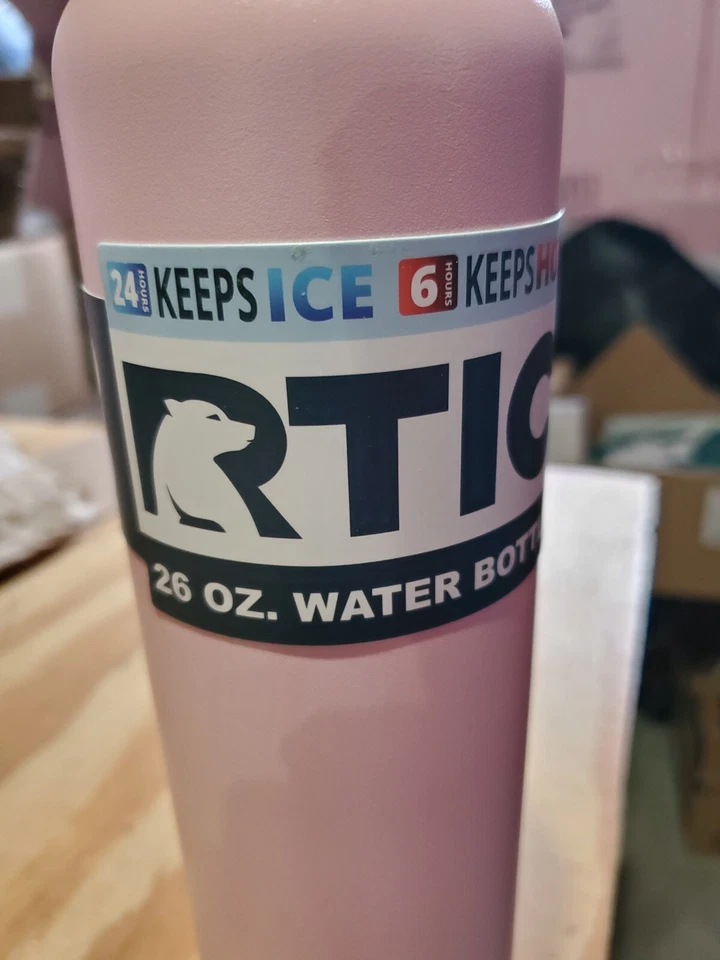 24 HOURS KEEPS ICE 6 HOURS KEEPS
RTIC
26 OZ. WATER